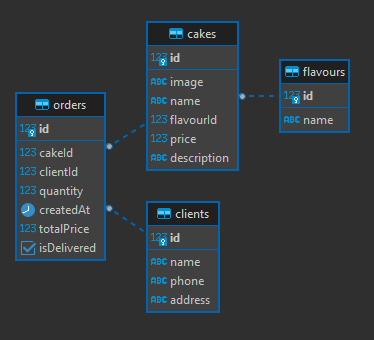 cakes
123 id
ABC image
ABC name
123 flavourId
123 price
ABC description
flavours
123 id
ABC name
orders
123 id
123 cakeId
123 clientId
123 quantity
createdAt
123 totalPrice
isDelivered
clients
123 id
ABC name
ABC phone
ABC address